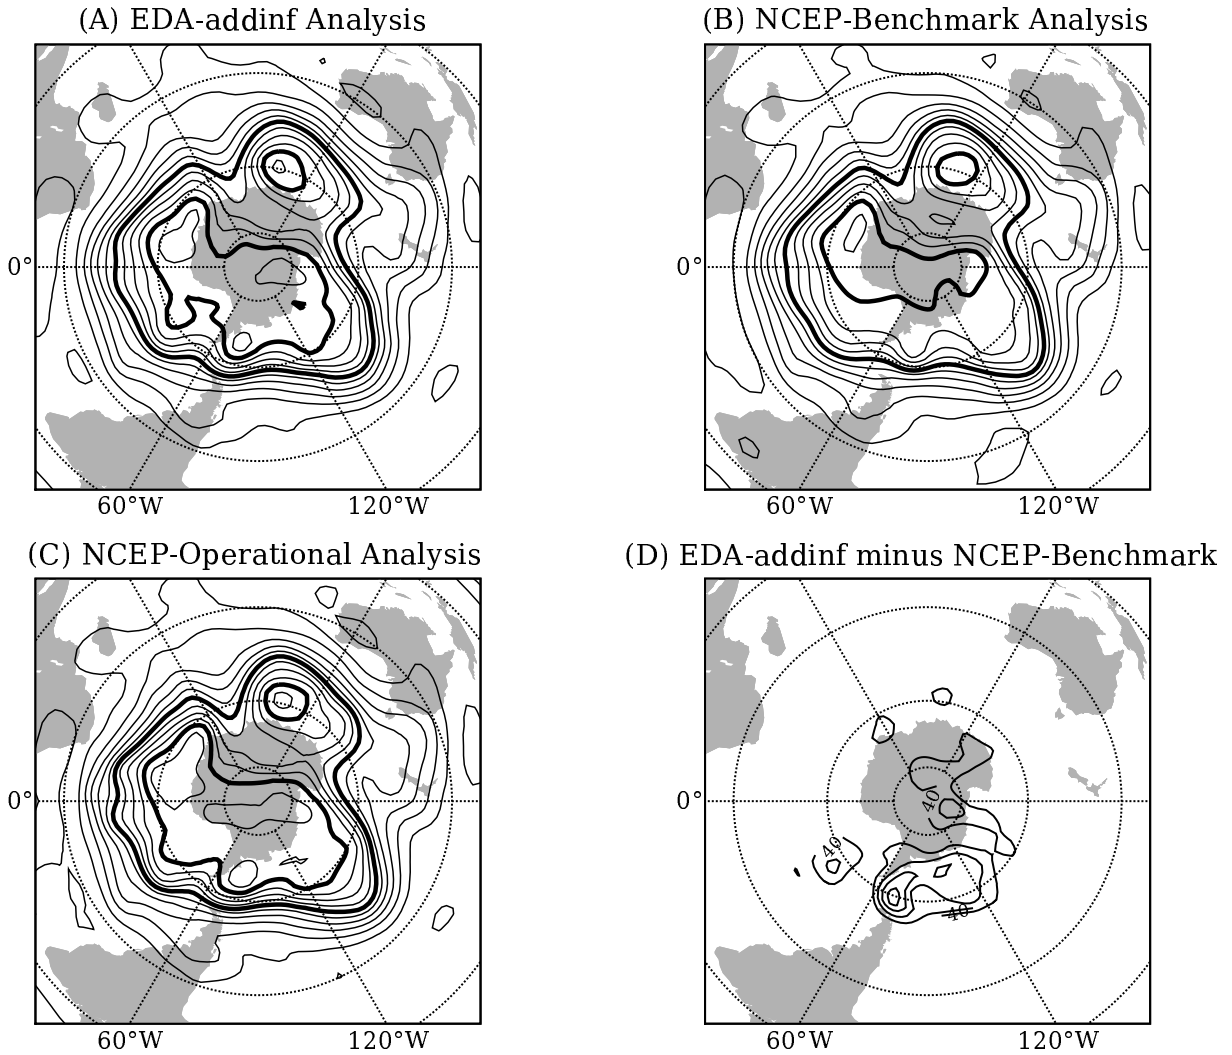 (A) EDA-addinf Analysis
(B) NCEP-Benchmark Analysis
0°
0°
60°W
120°W
60°W
120°W
(C) NCEP-Operational Analysis
(D) EDA-addinf minus NCEP-Benchmark
0°
0°
40
40
40
60°W
120°W
60°W
120°W